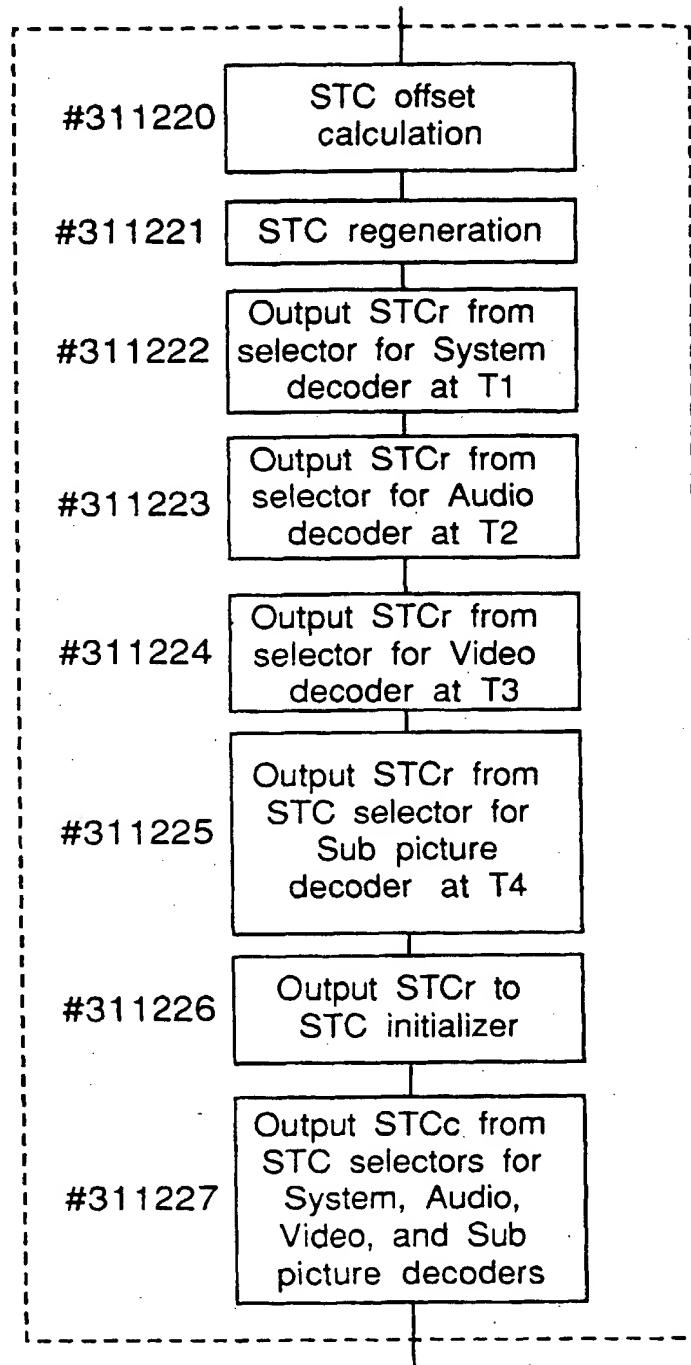 #311220
STC offset
calculation
#311221
STC regeneration
#311222
Output STCr from
selector for System
decoder at T1
#311223
Output STCr from
selector for Audio
decoder at T2
#311224
Output STCr from
selector for Video
decoder at T3
#311225
Output STCr from
STC selector for
Sub picture
decoder at T4
#311226
Output STCr to
STC initializer
#311227
Output STCc from
STC selectors for
System, Audio,
Video, and Sub
picture decoders